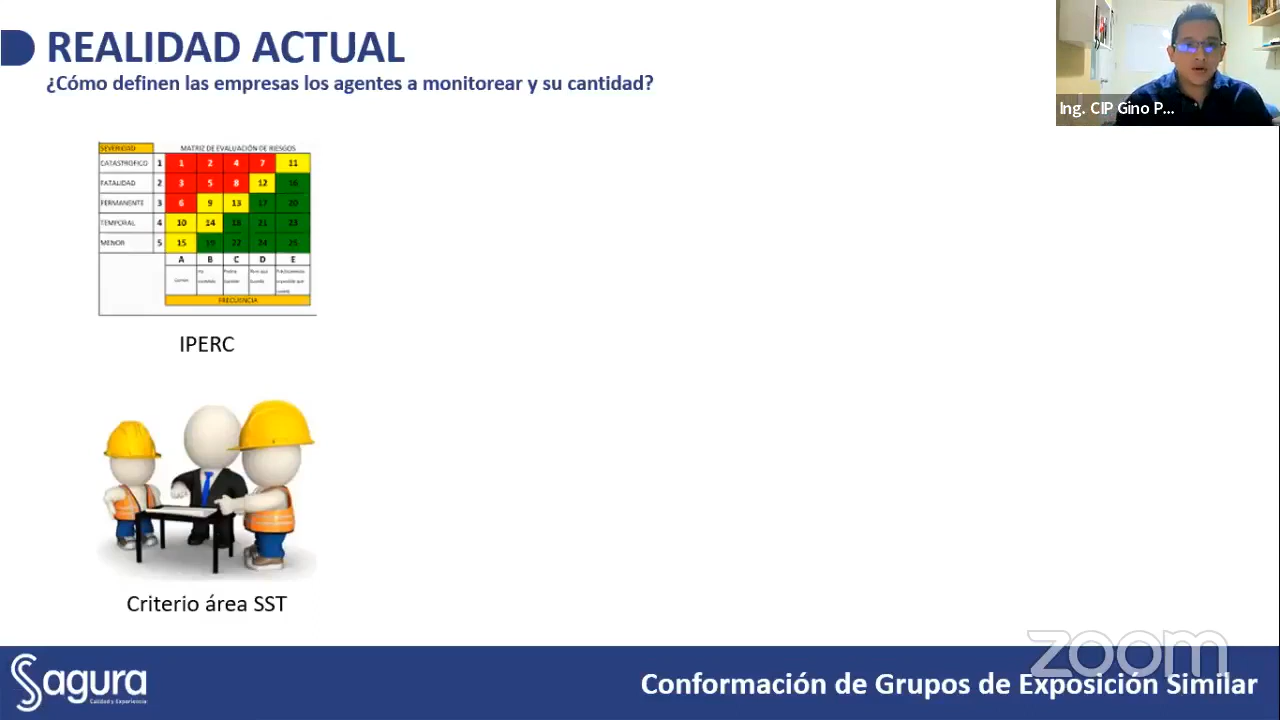 REALIDAD ACTUAL
¿Cómo definen las empresas los agentes a monitorear y su cantidad?
Ing. CIP Gino P...
SEVERIDAD MATRIZ DE EVALUACIÓN DE RIESGOS
CATASTROFICO 1 1 2 4 7 11
FATALIDAD 2 3 5 8 12 16
PERMANENTE 3 6 9 13 17 20
TEMPORAL 4 10 14 18 21 23
MENOR 5 15 19 22 24 25
A B C D E
FRECUENCIA
IPERC
Criterio área SST
zoom
Sagura
Calidad y Experiencia
Conformación de Grupos de Exposición Similar